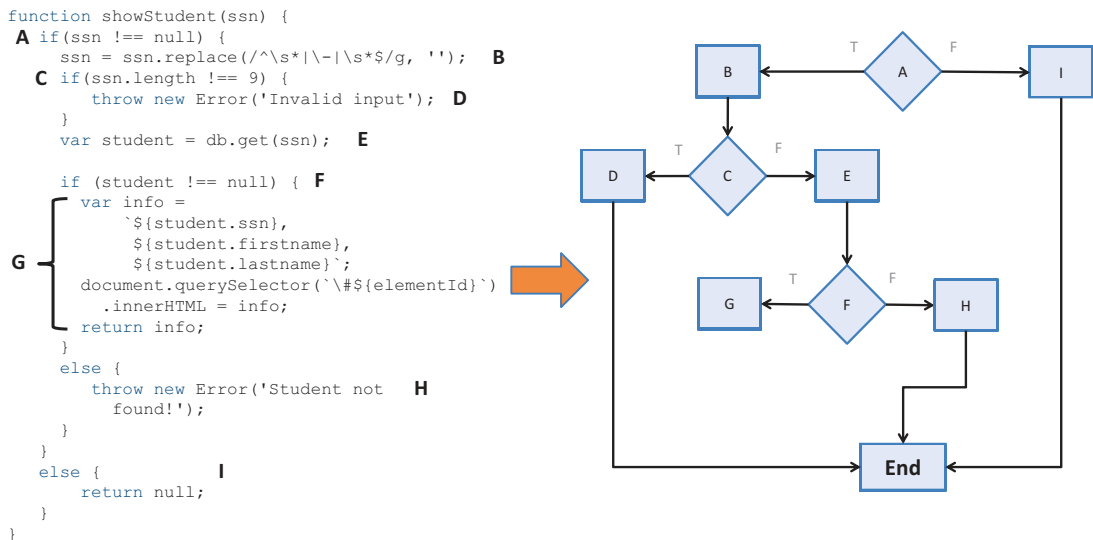 function showStudent(ssn) {
A if(ssn !== null) {
ssn = ssn.replace(/^\s*|\-|\s*$/g, ''); B
C if(ssn.length !== 9) {
throw new Error('Invalid input'); D
}
var student = db.get(ssn); E
if (student !== null) { F
var info =
`${student.ssn},
${student.firstname},
G ${student.lastname}`;
document.querySelector(`\#${elementId}`)
.innerHTML = info;
return info;
}
else {
throw new Error('Student not H
found!');
}
}
else { I
return null;
}
}
T F
B A I
T F
D C E
T F
G F H
End